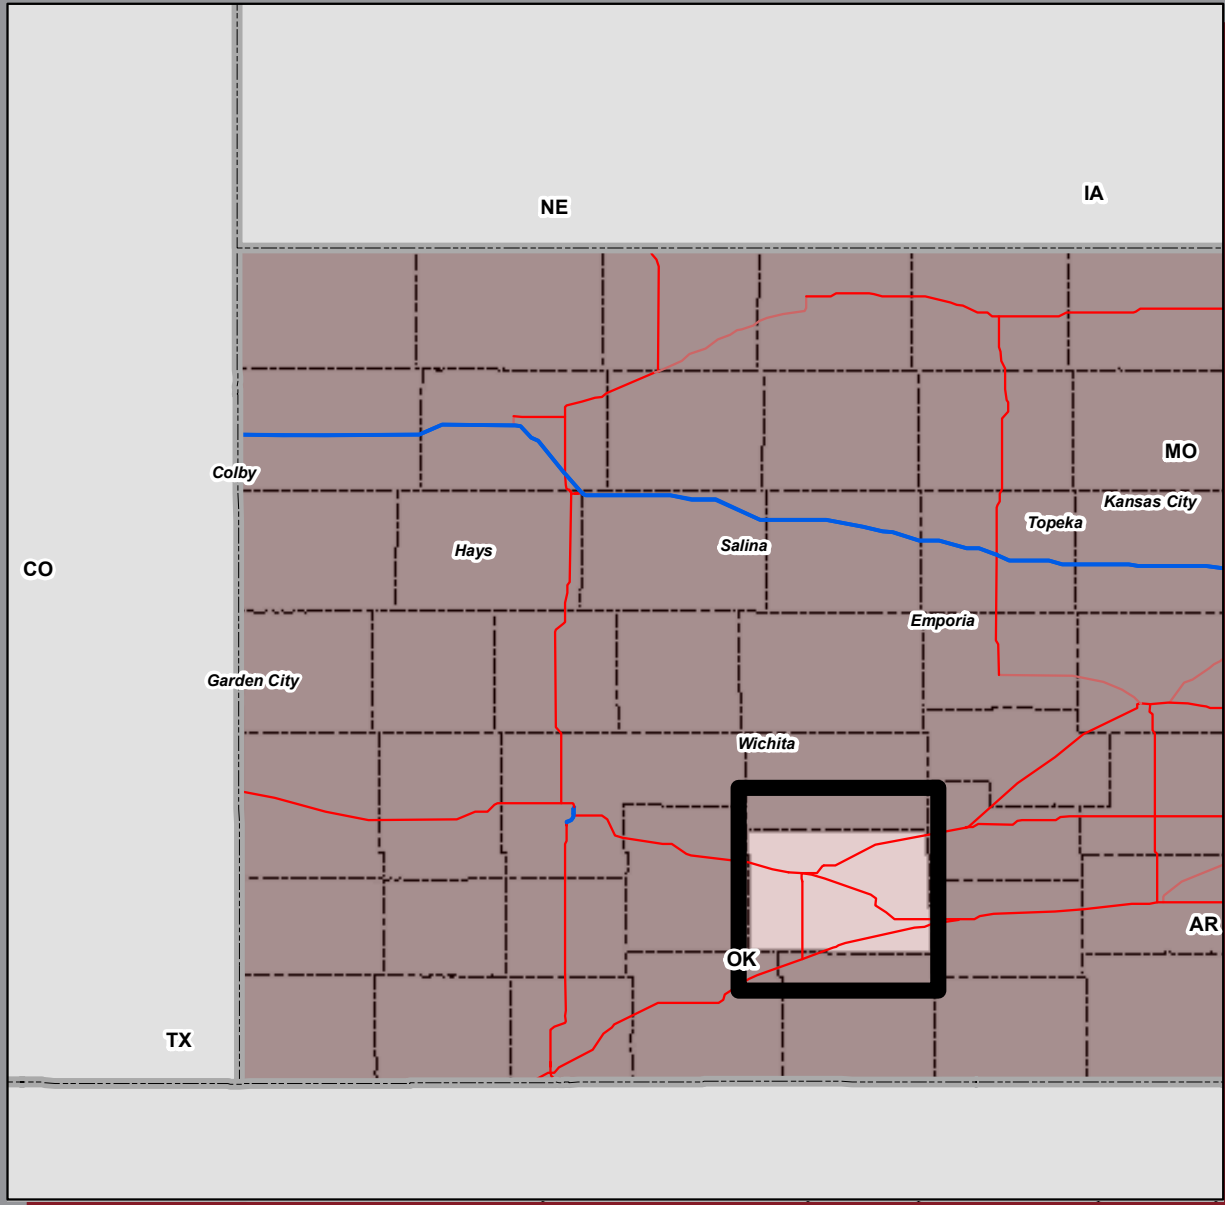 IA
NE
MO
Colby
Kansas City
Topeka
Salina
Hays
CO
Emporia
Garden City
Wichita
AR
OK
TX